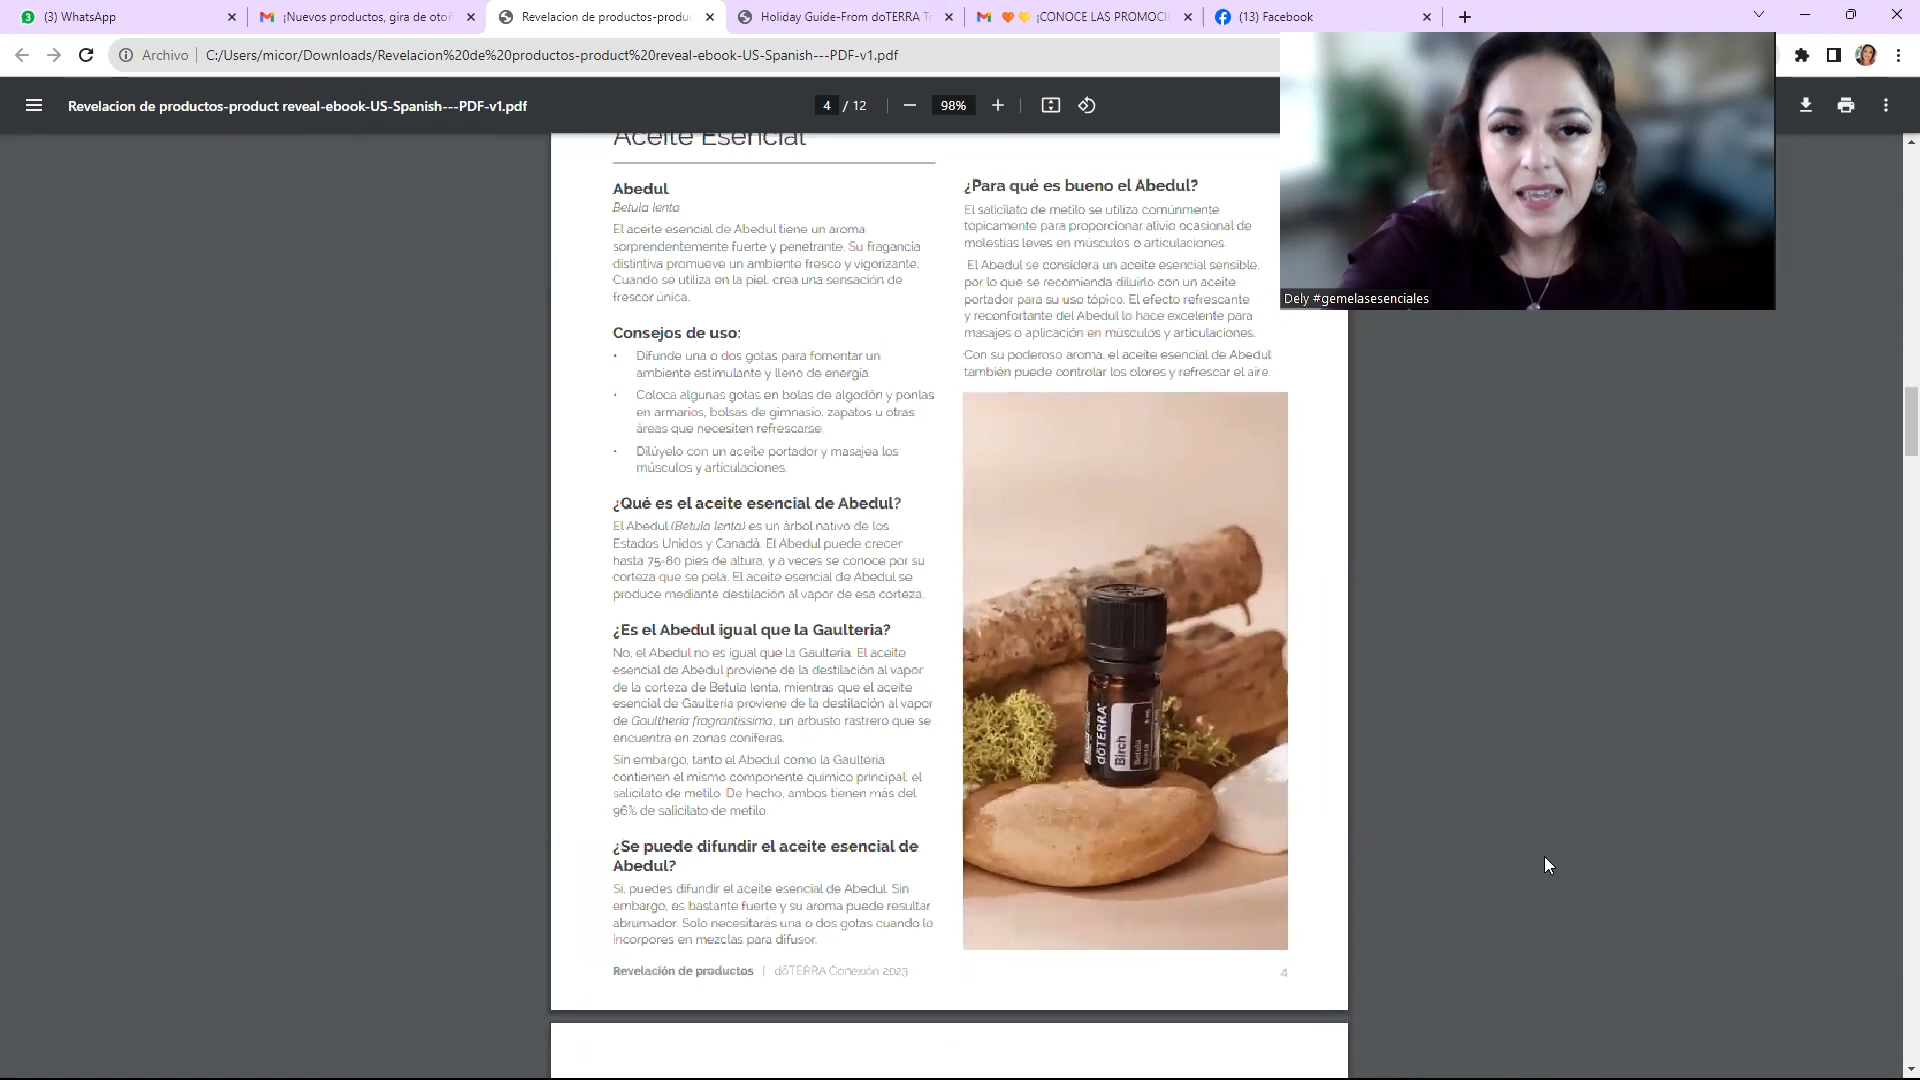 (3) WhatsApp
¡Nuevos productos, gira de otoñ
Revelacion de productos-produc
Holiday Guide-From doTERRA To
¡CONOCE LAS PROMOCI
(13) Facebook
Archivo
C:/Users/micor/Downloads/Revelacion%20de%20productos-product%20reveal-ebook-US-Spanish---PDF-v1.pdf
Revelacion de productos-product reveal-ebook-US-Spanish---PDF-v1.pdf
4 / 12
98%
Dely #gemelasesenciales
Aceite Esencial
Abedul
Betula lenta
El aceite esencial de Abedul tiene un aroma
sorprendentemente fuerte y penetrante. Su fragancia
distintiva promueve un ambiente fresco y vigorizante.
Cuando se utiliza en la piel, crea una sensación de
frescor única.
Consejos de uso:
• Difunde una o dos gotas para fomentar un
ambiente estimulante y lleno de energía.
• Coloca algunas gotas en bolas de algodón y ponlas
en armarios, bolsas de gimnasio, zapatos u otras
áreas que necesiten refrescarse.
• Dilúyelo con un aceite portador y masajea los
músculos y articulaciones.
¿Qué es el aceite esencial de Abedul?
El Abedul (Betula lenta) es un árbol nativo de los
Estados Unidos y Canadá. El Abedul puede crecer
hasta 75-80 pies de altura, y a veces se conoce por su
corteza que se pela. El aceite esencial de Abedul se
produce mediante destilación al vapor de esa corteza.
¿Es el Abedul igual que la Gaulteria?
No, el Abedul no es igual que la Gaulteria. El aceite
esencial de Abedul proviene de la destilación al vapor
de la corteza de Betula lenta, mientras que el aceite
esencial de Gaulteria proviene de la destilación al vapor
de Gaultheria fragrantissima, un arbusto rastrero que se
encuentra en zonas coníferas.
Sin embargo, tanto el Abedul como la Gaulteria
contienen el mismo componente químico principal: el
salicilato de metilo. De hecho, ambos tienen más del
96% de salicilato de metilo.
¿Se puede difundir el aceite esencial de
Abedul?
Sí, puedes difundir el aceite esencial de Abedul. Sin
embargo, es bastante fuerte y su aroma puede resultar
abrumador. Solo necesitarás una o dos gotas cuando lo
incorpores en mezclas para difusor.
¿Para qué es bueno el Abedul?
El salicilato de metilo se utiliza comúnmente
tópicamente para proporcionar alivio ocasional de
molestias leves en músculos o articulaciones.
El Abedul se considera un aceite esencial sensible,
por lo que se recomienda diluirlo con un aceite
portador para su uso tópico. El efecto refrescante
y reconfortante del Abedul lo hace excelente para
masajes o aplicación en músculos y articulaciones.
Con su poderoso aroma, el aceite esencial de Abedul
también puede controlar los olores y refrescar el aire.
dōTERRA
Birch
Betula lenta
Revelación de productos | dōTERRA Conexión 2023
4